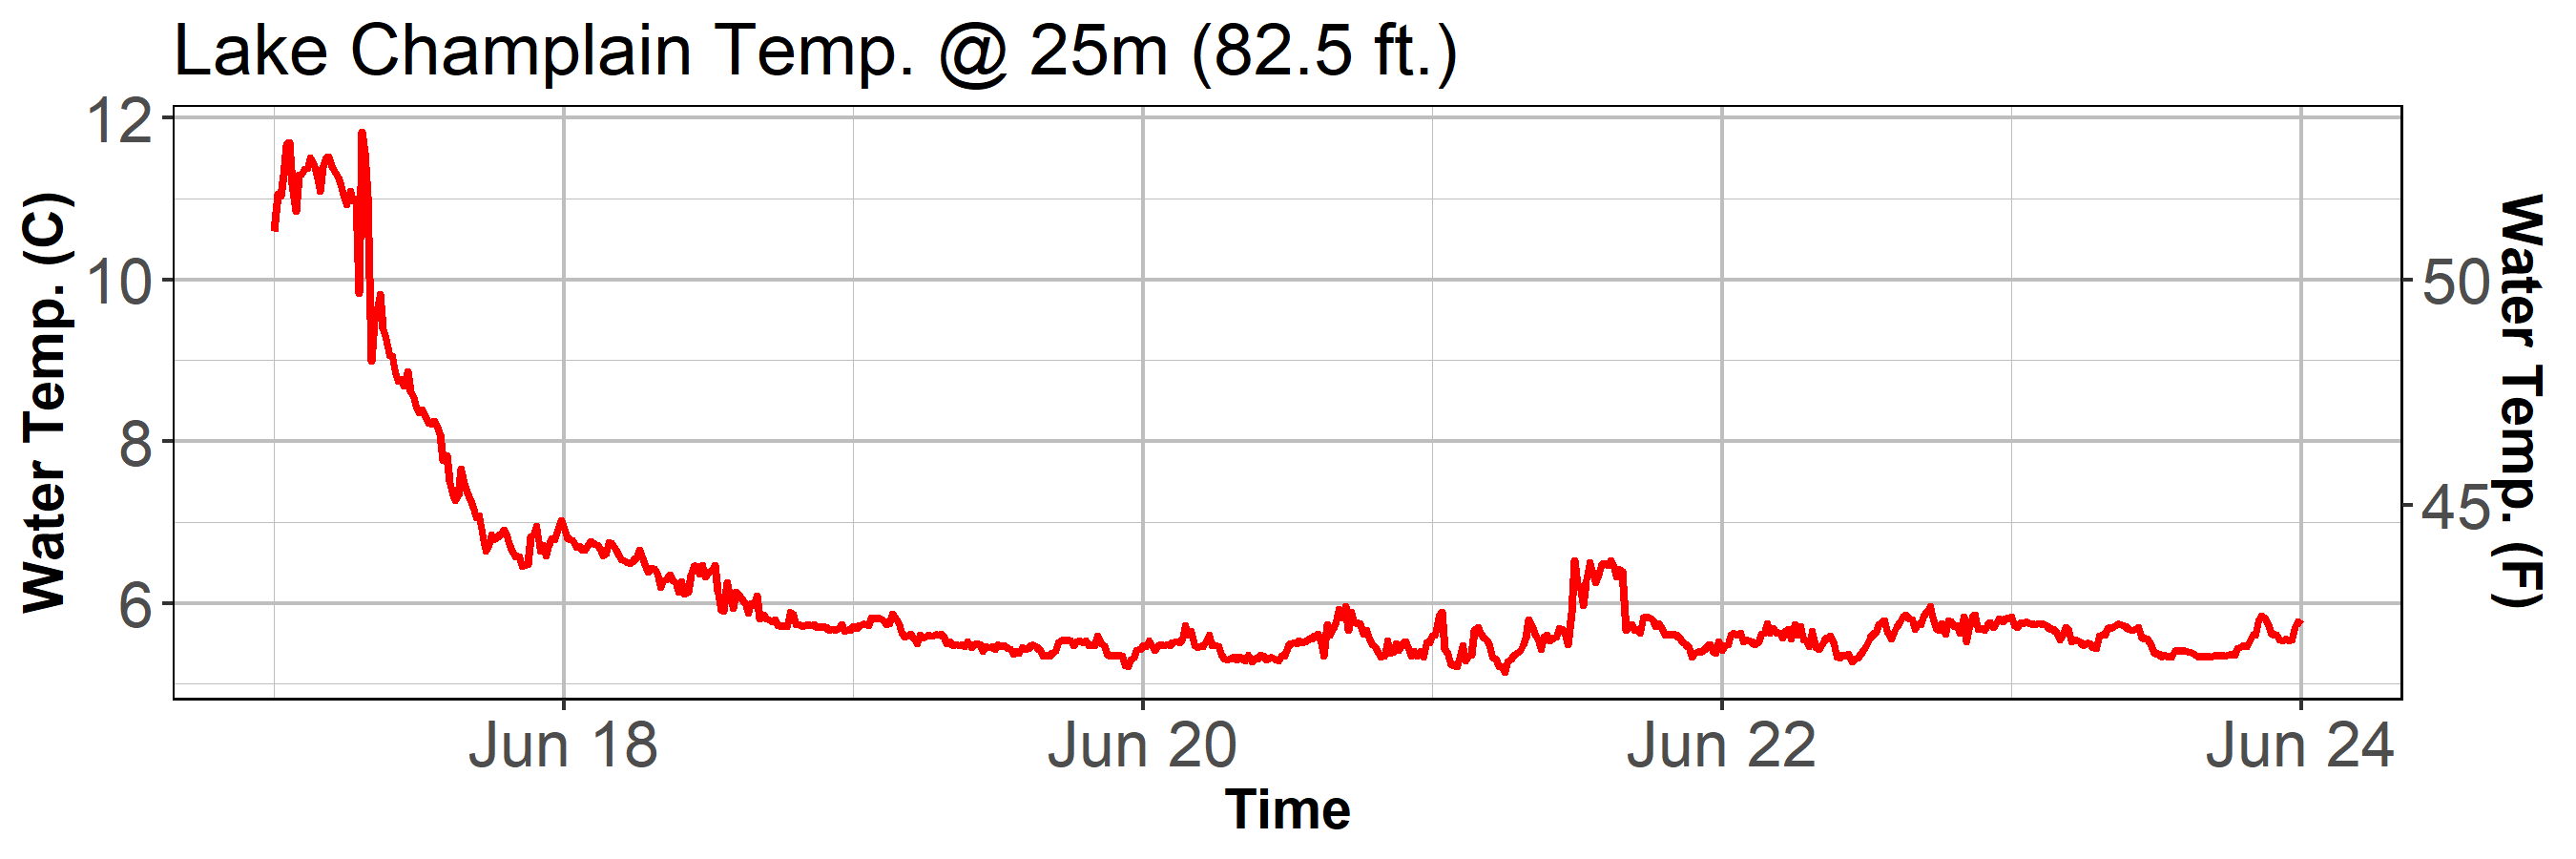 Lake Champlain Temp. @ 25m (82.5 ft.)
Water Temp. (C)
12
10
8
6
50
45
Water Temp. (F)
Jun 18
Jun 20
Jun 22
Jun 24
Time